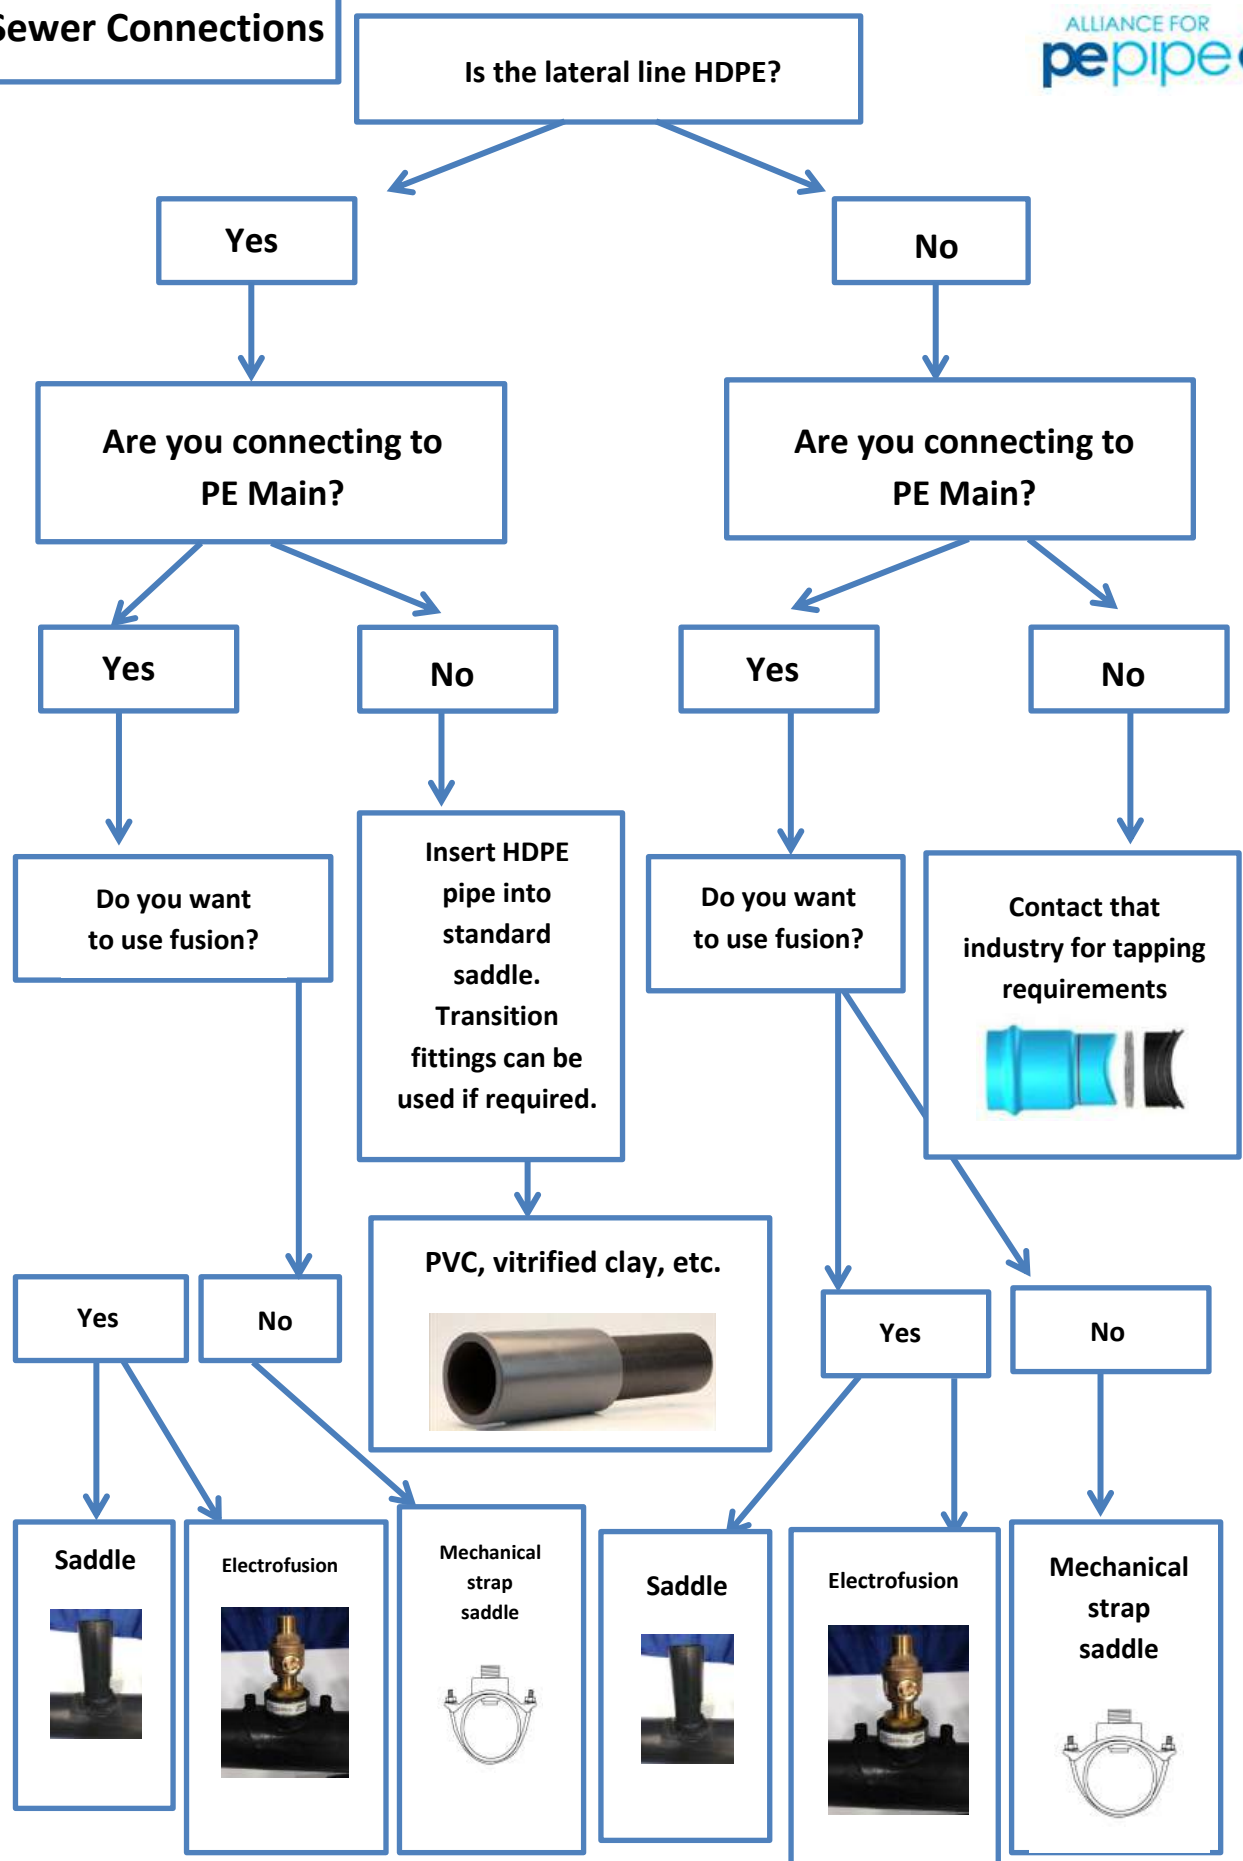 Sewer Connections
ALLIANCE FOR
pepipe
Is the lateral line HDPE?
Yes
No
Are you connecting to
PE Main?
Are you connecting to
PE Main?
Yes
No
Yes
No
Do you want
to use fusion?
Insert HDPE
pipe into
standard
saddle.
Transition
fittings can be
used if required.
Do you want
to use fusion?
Contact that
industry for tapping
requirements
PVC, vitrified clay, etc.
Yes
No
Yes
No
Saddle
Electrofusion
Mechanical
strap
saddle
Saddle
Electrofusion
Mechanical
strap
saddle